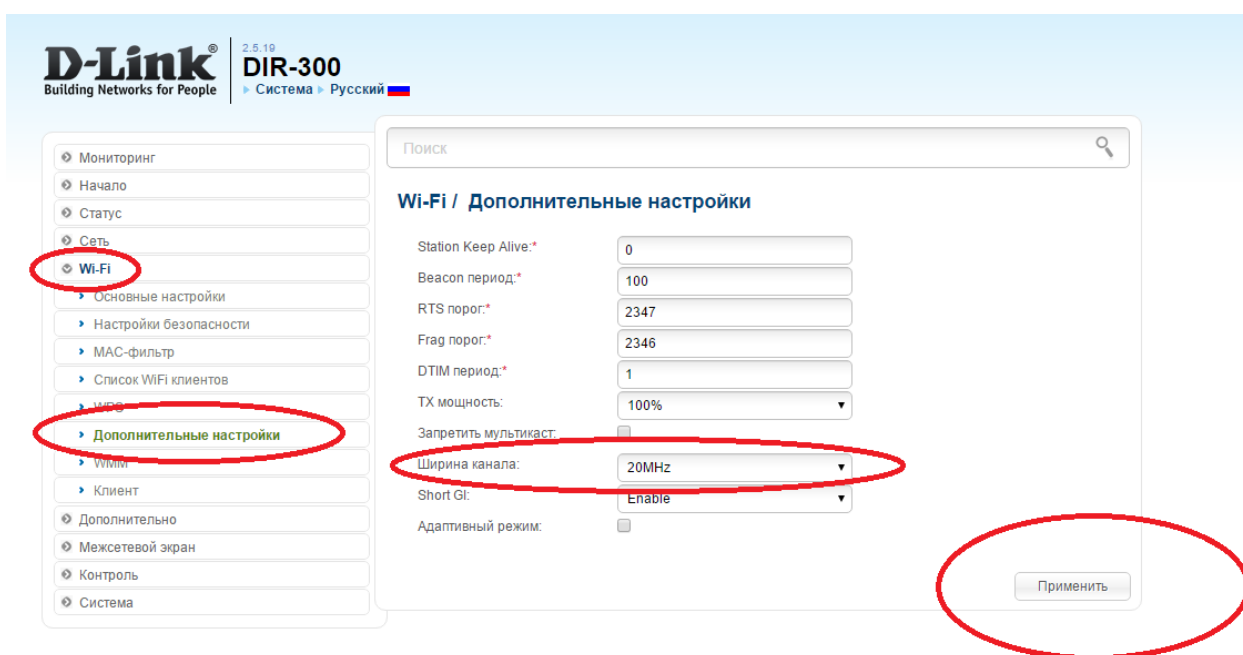 D-Link®
Building Networks for People
2.5.19
DIR-300
Система Русский
Мониторинг
Начало
Статус
Сеть
Wi-Fi
Основные настройки
Настройки безопасности
MAC-фильтр
Список WiFi клиентов
WPS
Дополнительные настройки
WMM
Клиент
Дополнительно
Межсетевой экран
Контроль
Система
Поиск
Wi-Fi / Дополнительные настройки
Station Keep Alive:* 0
Beacon период:* 100
RTS порог:* 2347
Frag порог:* 2346
DTIM период:* 1
TX мощность: 100%
Запретить мультикаст:
Ширина канала: 20MHz
Short GI: Enable
Адаптивный режим:
Применить